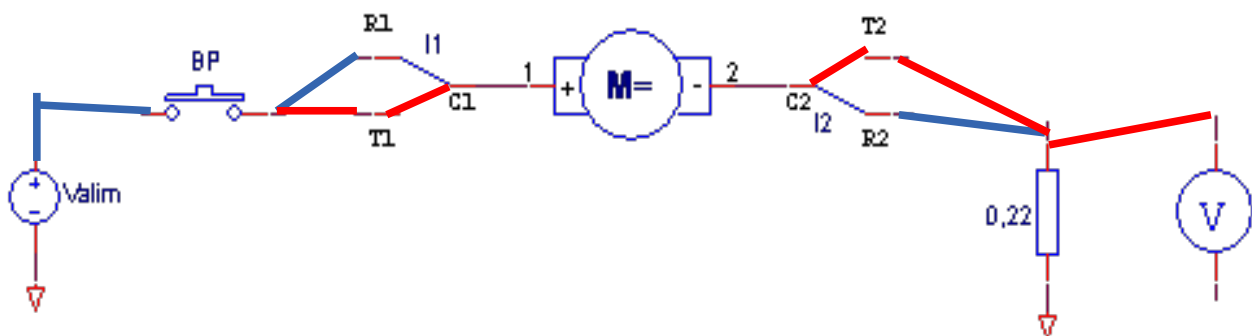 R1
I1
T2
BP
1
M=
2
+
-
C1
C2
T1
I2
R2
+
-
Valim
0,22
V